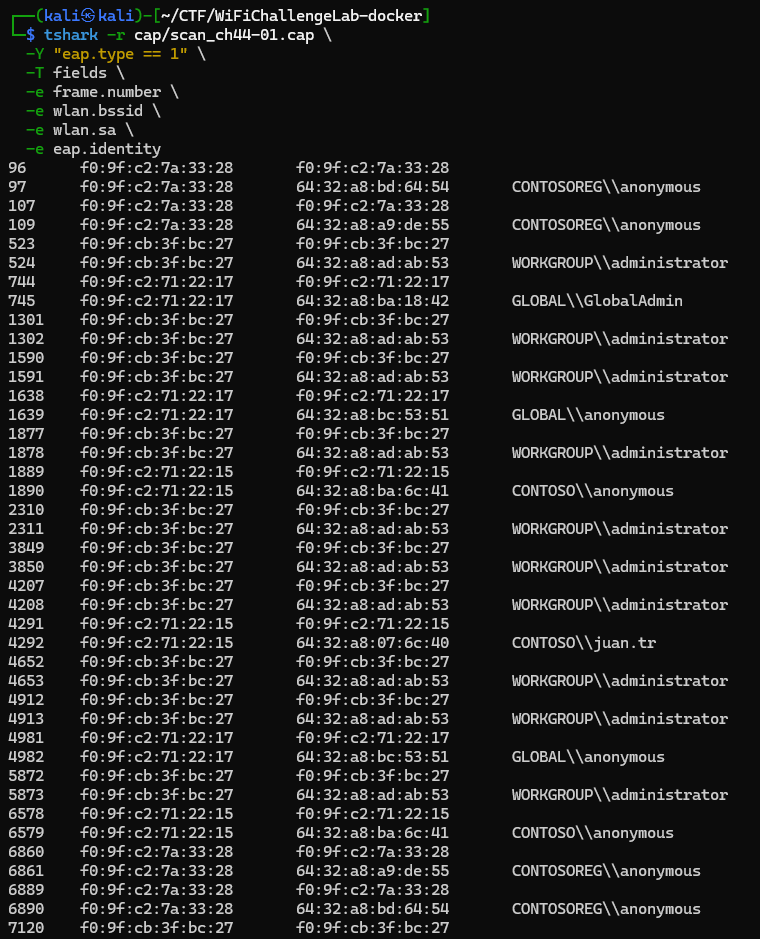 ┌──(kali㉿kali)-[~/CTF/WiFiChallengeLab-docker]
└─$ tshark -r cap/scan_ch44-01.cap \
  -Y "eap.type == 1" \
  -T fields \
  -e frame.number \
  -e wlan.bssid \
  -e wlan.sa \
  -e eap.identity
96      f0:9f:c2:7a:33:28       f0:9f:c2:7a:33:28
97      f0:9f:c2:7a:33:28       64:32:a8:bd:64:54       CONTOSOREG\\anonymous
107     f0:9f:c2:7a:33:28       f0:9f:c2:7a:33:28
109     f0:9f:c2:7a:33:28       64:32:a8:a9:de:55       CONTOSOREG\\anonymous
523     f0:9f:cb:3f:bc:27       f0:9f:cb:3f:bc:27
524     f0:9f:cb:3f:bc:27       64:32:a8:ad:ab:53       WORKGROUP\\administrator
744     f0:9f:c2:71:22:17       f0:9f:c2:71:22:17
745     f0:9f:c2:71:22:17       64:32:a8:ba:18:42       GLOBAL\\GlobalAdmin
1301    f0:9f:cb:3f:bc:27       f0:9f:cb:3f:bc:27
1302    f0:9f:cb:3f:bc:27       64:32:a8:ad:ab:53       WORKGROUP\\administrator
1590    f0:9f:cb:3f:bc:27       f0:9f:cb:3f:bc:27
1591    f0:9f:cb:3f:bc:27       64:32:a8:ad:ab:53       WORKGROUP\\administrator
1638    f0:9f:c2:71:22:17       f0:9f:c2:71:22:17
1639    f0:9f:c2:71:22:17       64:32:a8:bc:53:51       GLOBAL\\anonymous
1877    f0:9f:cb:3f:bc:27       f0:9f:cb:3f:bc:27
1878    f0:9f:cb:3f:bc:27       64:32:a8:ad:ab:53       WORKGROUP\\administrator
1889    f0:9f:c2:71:22:15       f0:9f:c2:71:22:15
1890    f0:9f:c2:71:22:15       64:32:a8:ba:6c:41       CONTOSO\\anonymous
2310    f0:9f:cb:3f:bc:27       f0:9f:cb:3f:bc:27
2311    f0:9f:cb:3f:bc:27       64:32:a8:ad:ab:53       WORKGROUP\\administrator
3849    f0:9f:cb:3f:bc:27       f0:9f:cb:3f:bc:27
3850    f0:9f:cb:3f:bc:27       64:32:a8:ad:ab:53       WORKGROUP\\administrator
4207    f0:9f:cb:3f:bc:27       f0:9f:cb:3f:bc:27
4208    f0:9f:cb:3f:bc:27       64:32:a8:ad:ab:53       WORKGROUP\\administrator
4291    f0:9f:c2:71:22:15       f0:9f:c2:71:22:15
4292    f0:9f:c2:71:22:15       64:32:a8:07:6c:40       CONTOSO\\juan.tr
4652    f0:9f:cb:3f:bc:27       f0:9f:cb:3f:bc:27
4653    f0:9f:cb:3f:bc:27       64:32:a8:ad:ab:53       WORKGROUP\\administrator
4912    f0:9f:cb:3f:bc:27       f0:9f:cb:3f:bc:27
4913    f0:9f:cb:3f:bc:27       64:32:a8:ad:ab:53       WORKGROUP\\administrator
4981    f0:9f:c2:71:22:17       f0:9f:c2:71:22:17
4982    f0:9f:c2:71:22:17       64:32:a8:bc:53:51       GLOBAL\\anonymous
5872    f0:9f:cb:3f:bc:27       f0:9f:cb:3f:bc:27
5873    f0:9f:cb:3f:bc:27       64:32:a8:ad:ab:53       WORKGROUP\\administrator
6578    f0:9f:c2:71:22:15       f0:9f:c2:71:22:15
6579    f0:9f:c2:71:22:15       64:32:a8:ba:6c:41       CONTOSO\\anonymous
6860    f0:9f:c2:7a:33:28       f0:9f:c2:7a:33:28
6861    f0:9f:c2:7a:33:28       64:32:a8:a9:de:55       CONTOSOREG\\anonymous
6889    f0:9f:c2:7a:33:28       f0:9f:c2:7a:33:28
6890    f0:9f:c2:7a:33:28       64:32:a8:bd:64:54       CONTOSOREG\\anonymous
7120    f0:9f:cb:3f:bc:27       f0:9f:cb:3f:bc:27